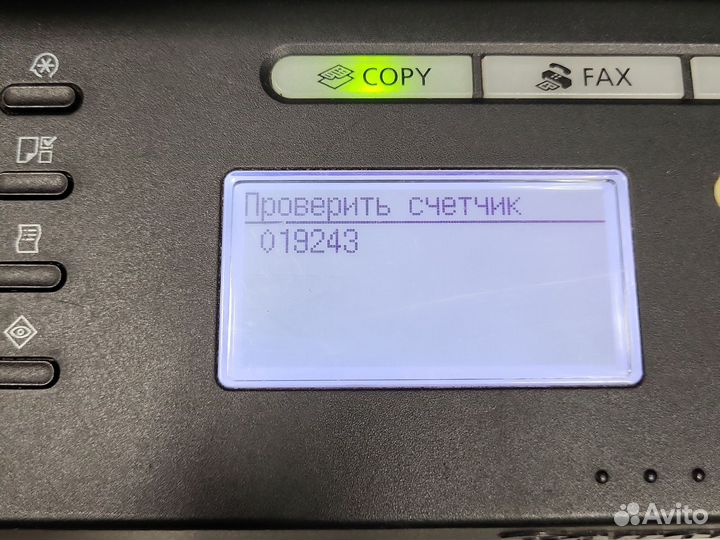 COPY FAX
Проверить счетчик
019243
Avito